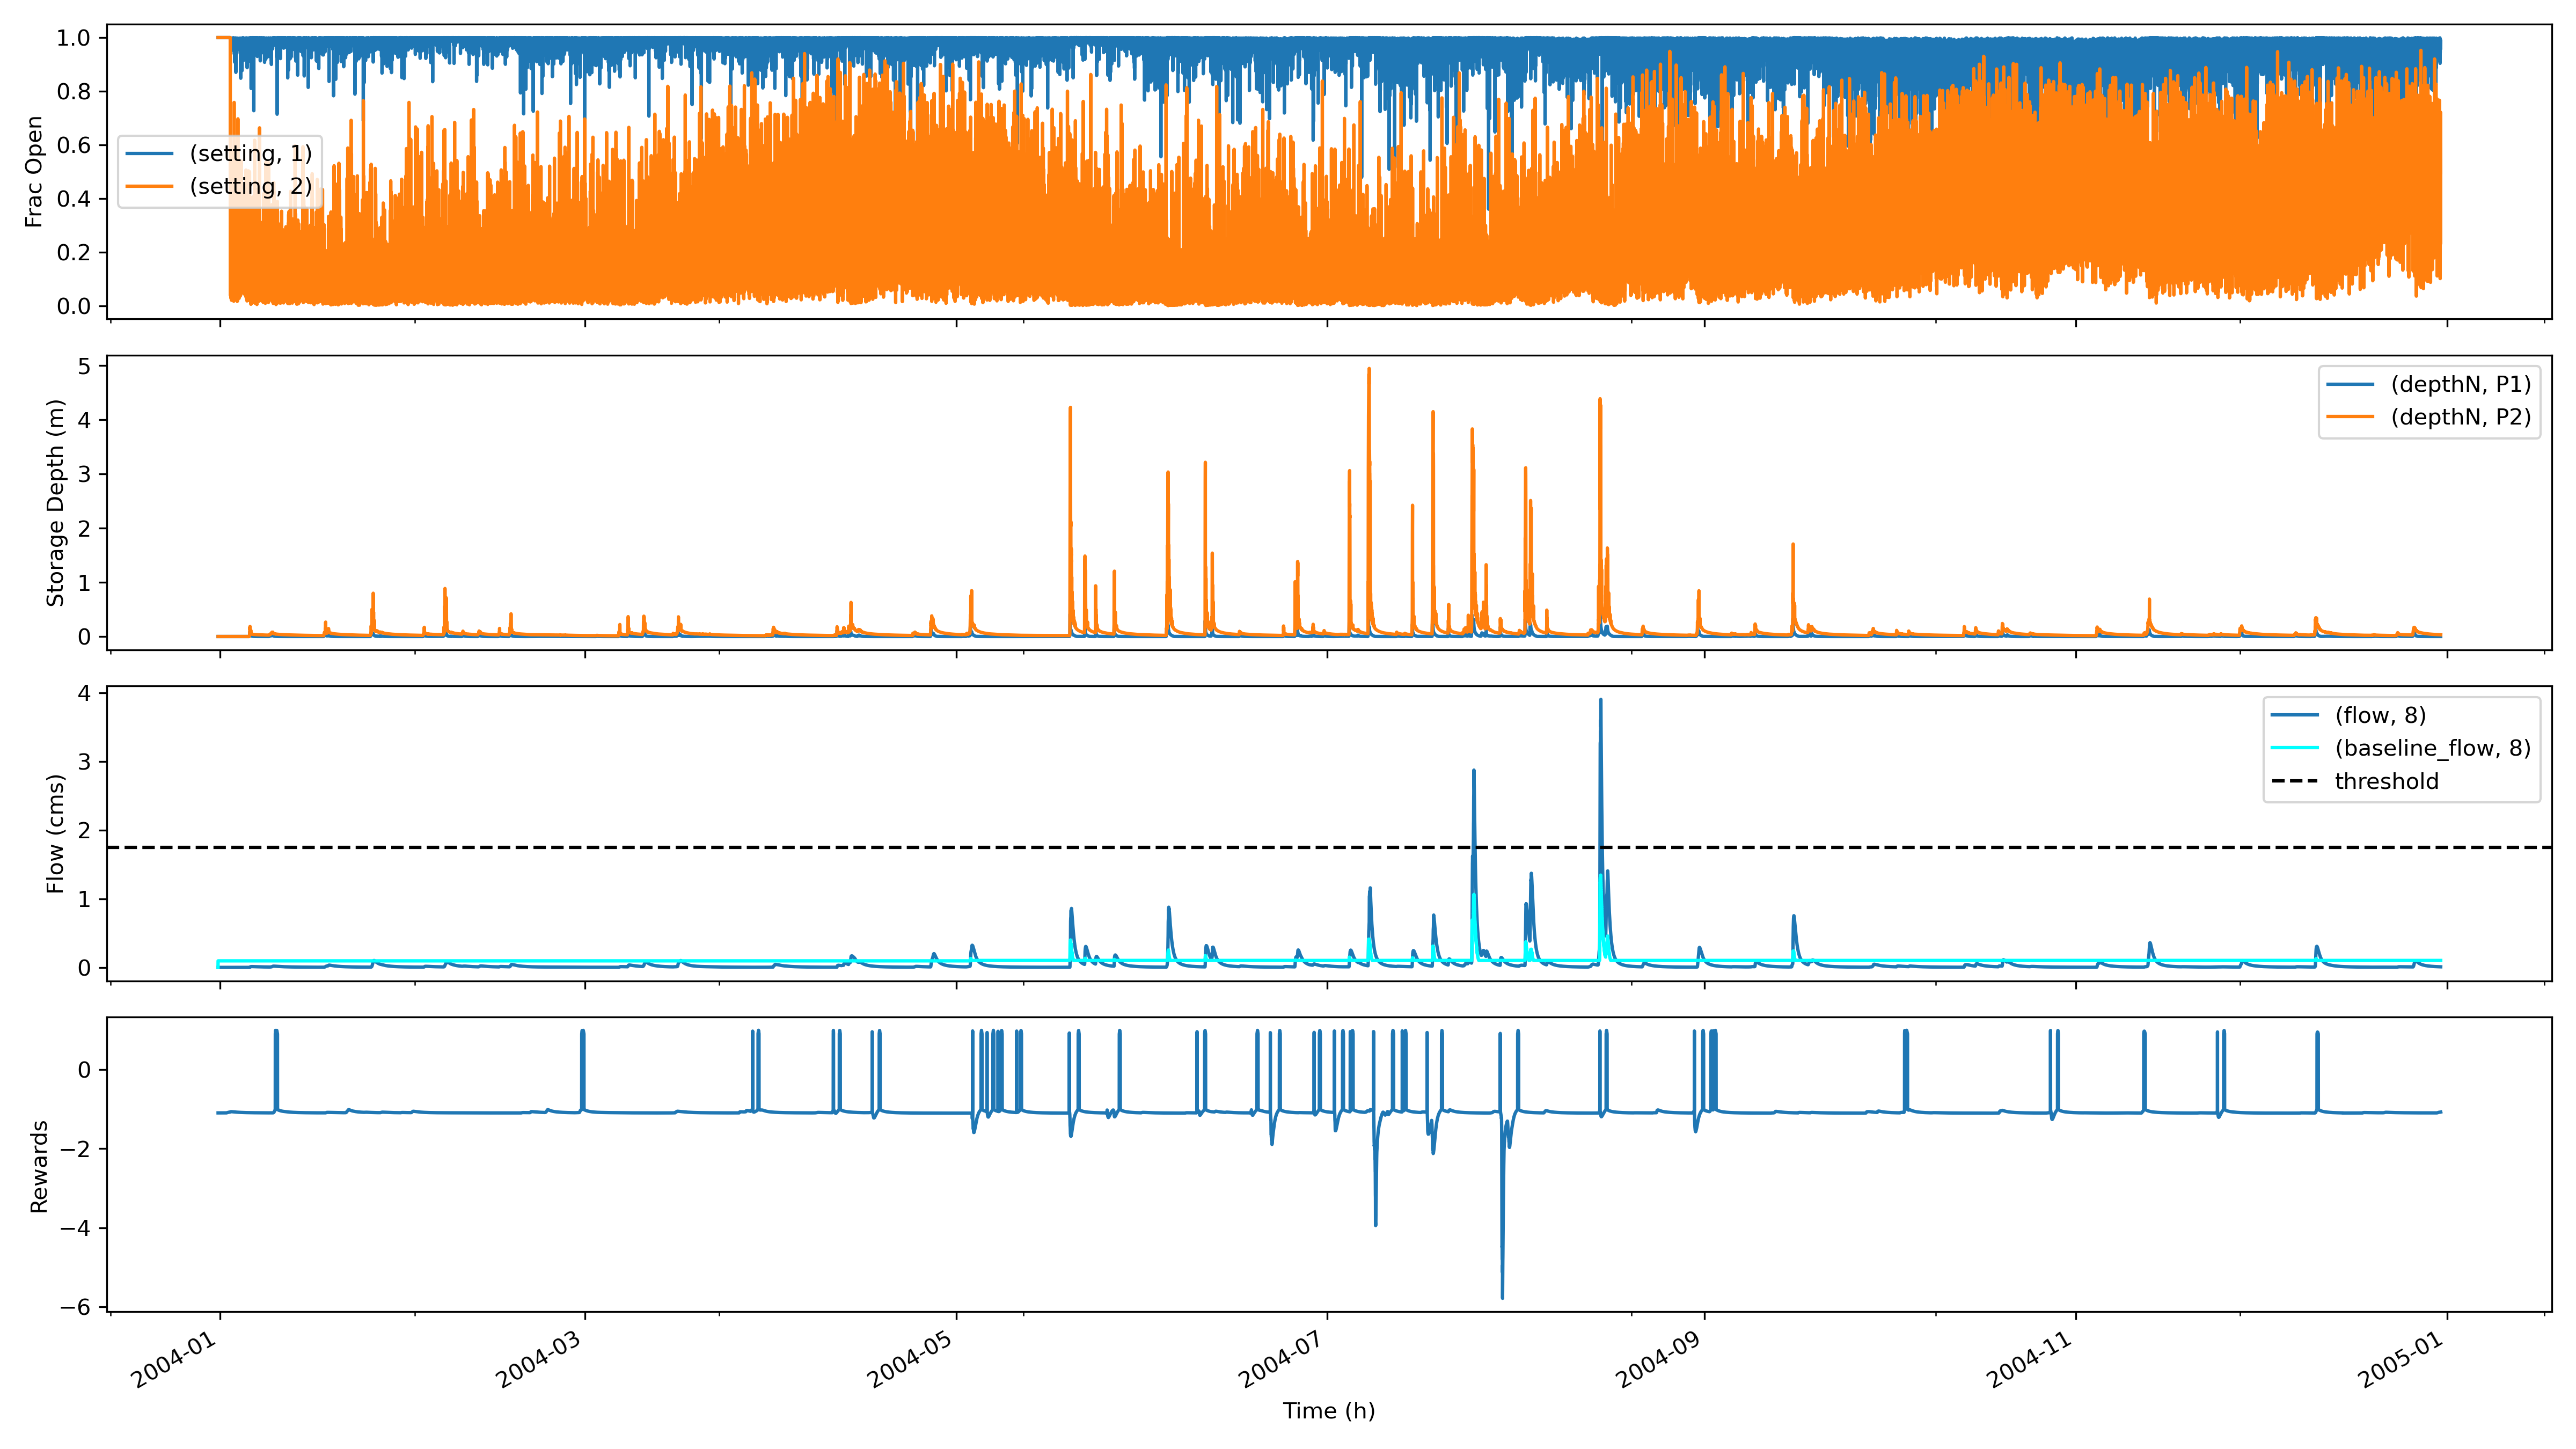 1.0
0.8
0.6
0.4
0.2
0.0
Frac Open
(setting, 1)
(setting, 2)
5
4
3
2
1
0
Storage Depth (m)
(depthN, P1)
(depthN, P2)
4
3
2
1
0
Flow (cms)
(flow, 8)
(baseline_flow, 8)
threshold
0
−2
−4
−6
Rewards
2004-01
2004-03
2004-05
2004-07
2004-09
2004-11
2005-01
Time (h)